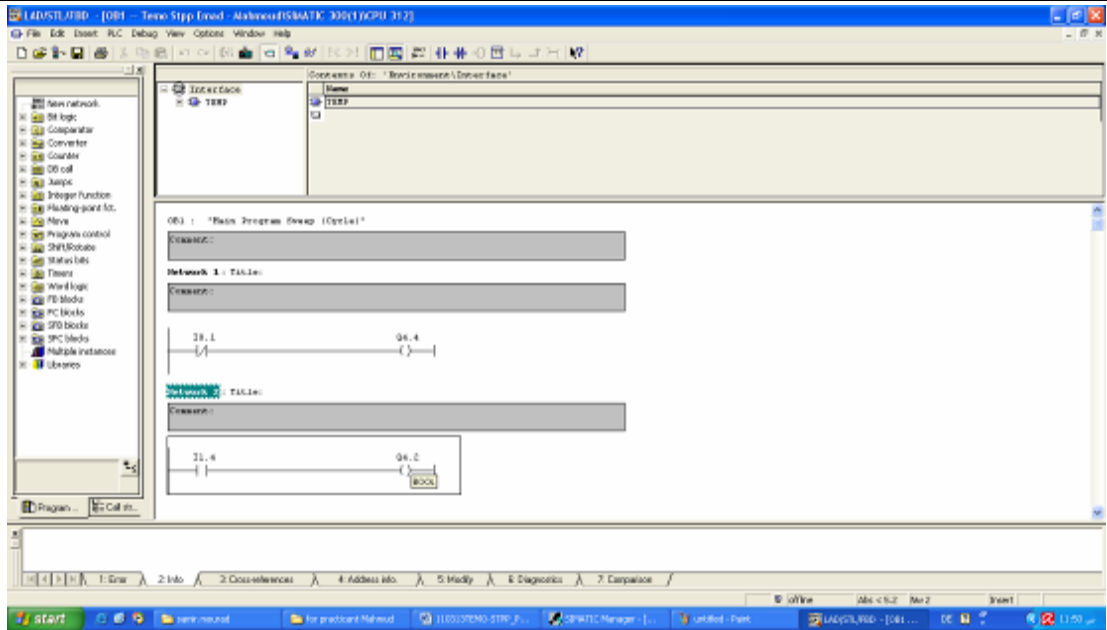 LAD/STL/FBD - [OB1 -- Temo Stpp Emad - Mahmoud\SIMATIC 300(1)\CPU 312]
File Edit Insert PLC Debug View Options Window Help
Contents Of: 'Environment\Interface'
Interface
TEMP
Name
TEMP
New network
Bit logic
Comparator
Converter
Counter
DB call
Jumps
Integer function
Floating-point fct.
Move
Program control
Shift/Rotate
Status bits
Timers
Word logic
FB blocks
FC blocks
SFB blocks
SFC blocks
Multiple instances
Libraries
Program ...
Call str...
OB1 : "Main Program Sweep (Cycle)"
Comment:
Network 1: Title:
Comment:
I0.1 Q4.4
Network 2: Title:
Comment:
I1.4 Q4.2
BOOL
1: Error 2: Info 3: Cross-references 4: Address info. 5: Modify 6: Diagnostics 7: Comparison
offline Abs < 5.2 Nw 2 Insert
start
for practicant Mahmoud
SIMATIC Manager - [...
untitled - Paint
LAD/STL/FBD - [OB1 ...
DE
11:50